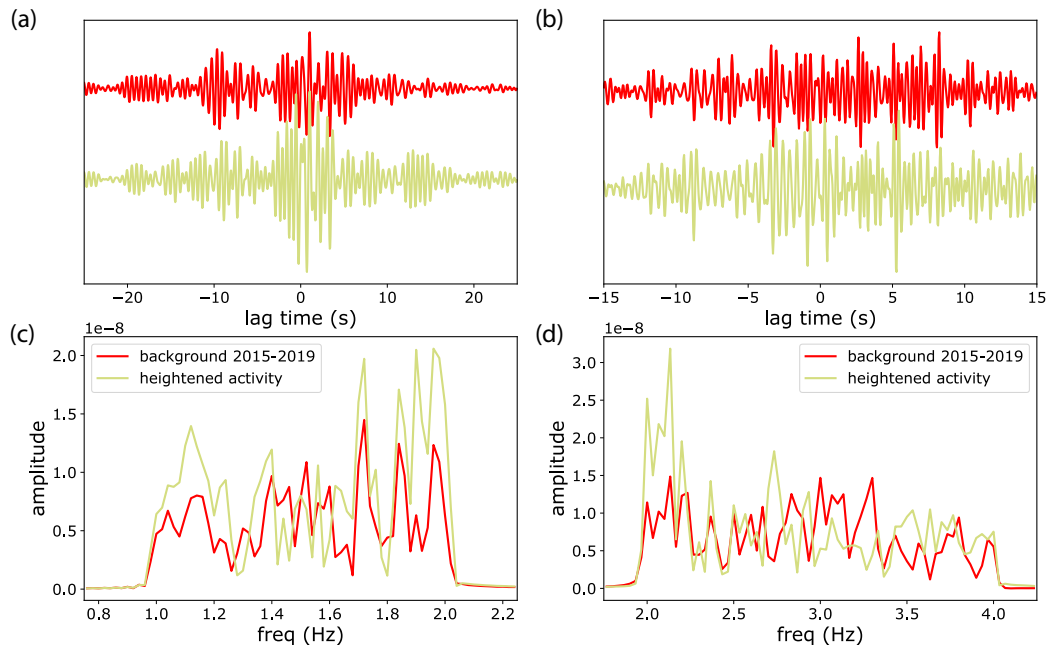 (a)
(b)
−20 −10 0 10 20
lag time (s)
−15 −10 −5 0 5 10 15
lag time (s)
(c)
1e−8
background 2015-2019
heightened activity
2.0
1.5
1.0
0.5
0.0
amplitude
0.8 1.0 1.2 1.4 1.6 1.8 2.0 2.2
freq (Hz)
(d)
1e−8
background 2015-2019
heightened activity
3.0
2.5
2.0
1.5
1.0
0.5
0.0
amplitude
2.0 2.5 3.0 3.5 4.0
freq (Hz)